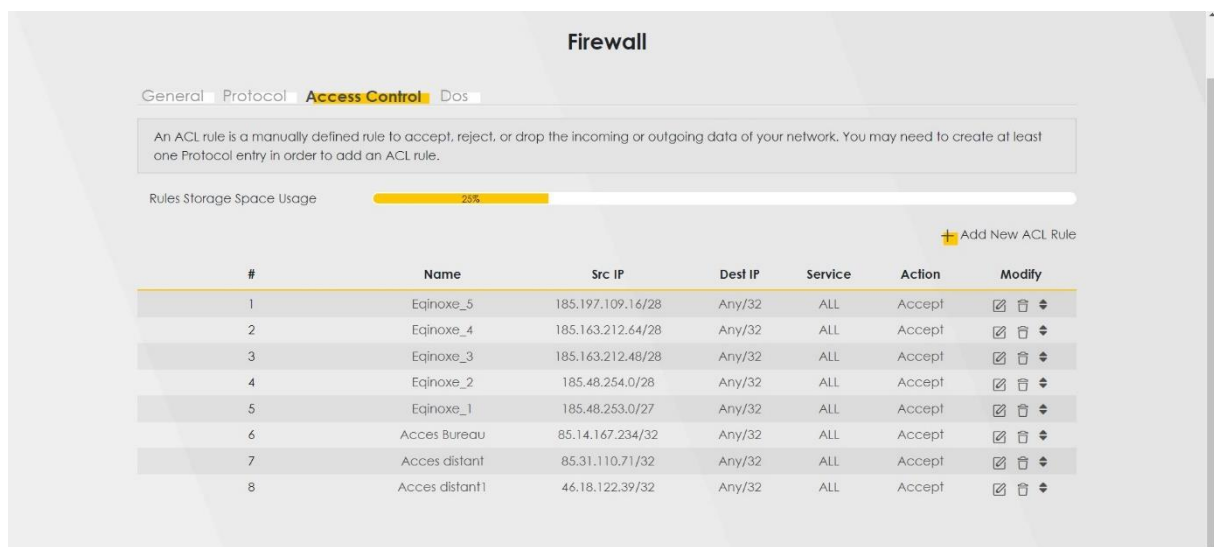 Firewall
General Protocol Access Control Dos
An ACL rule is a manually defined rule to accept, reject, or drop the incoming or outgoing data of your network. You may need to create at least
one Protocol entry in order to add an ACL rule.
Rules Storage Space Usage 25%
+ Add New ACL Rule
# Name Src IP Dest IP Service Action Modify
1 Eqinoxe_5 185.197.109.16/28 Any/32 ALL Accept
2 Eqinoxe_4 185.163.212.64/28 Any/32 ALL Accept
3 Eqinoxe_3 185.163.212.48/28 Any/32 ALL Accept
4 Eqinoxe_2 185.48.254.0/28 Any/32 ALL Accept
5 Eqinoxe_1 185.48.253.0/27 Any/32 ALL Accept
6 Acces Bureau 85.14.167.234/32 Any/32 ALL Accept
7 Acces distant 85.31.110.71/32 Any/32 ALL Accept
8 Acces distant1 46.18.122.39/32 Any/32 ALL Accept